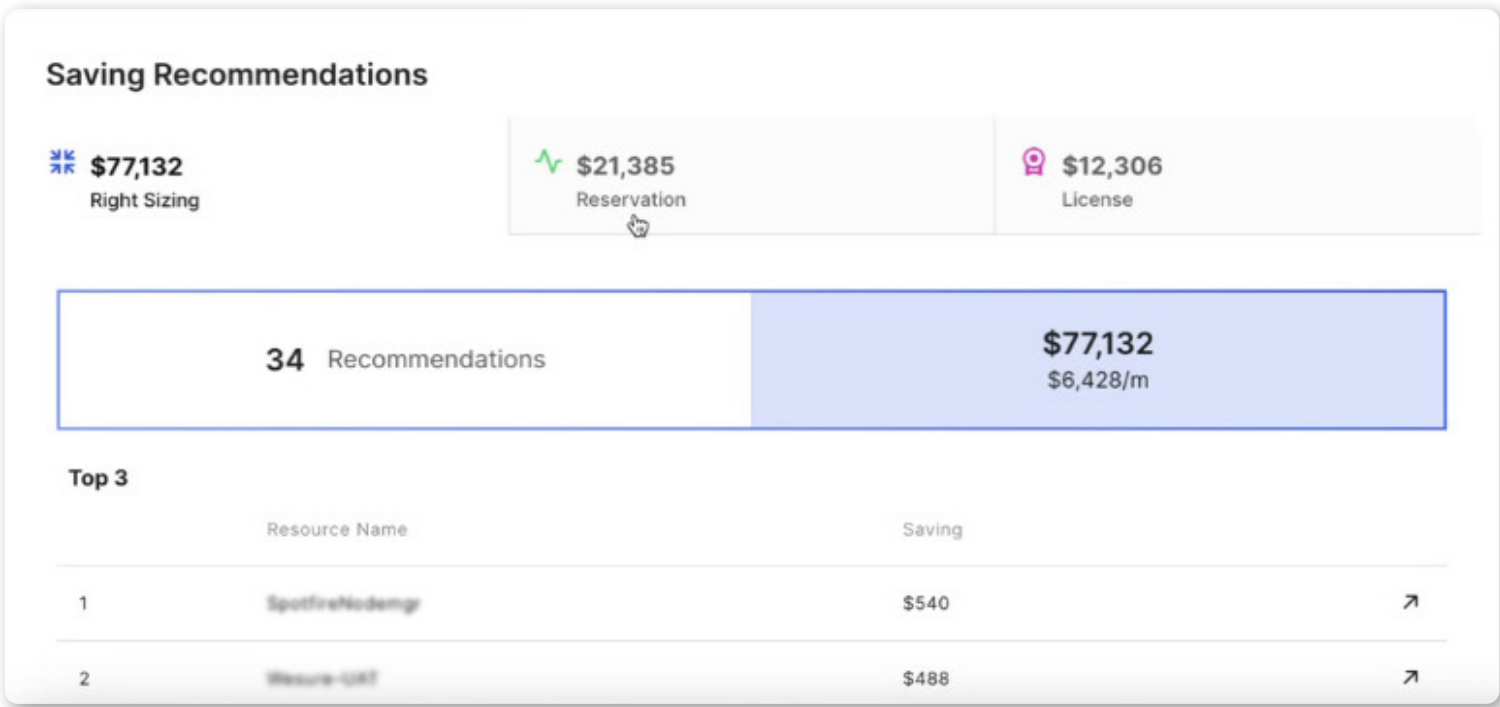 Saving Recommendations
$77,132
Right Sizing
$21,385
Reservation
$12,306
License
34 Recommendations
$77,132
$6,428/m
Top 3
Resource Name Saving
1 $540
2 $488